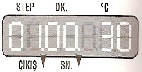 STEP DK. °C
01:00: 30
ÇIKIŞ SN.